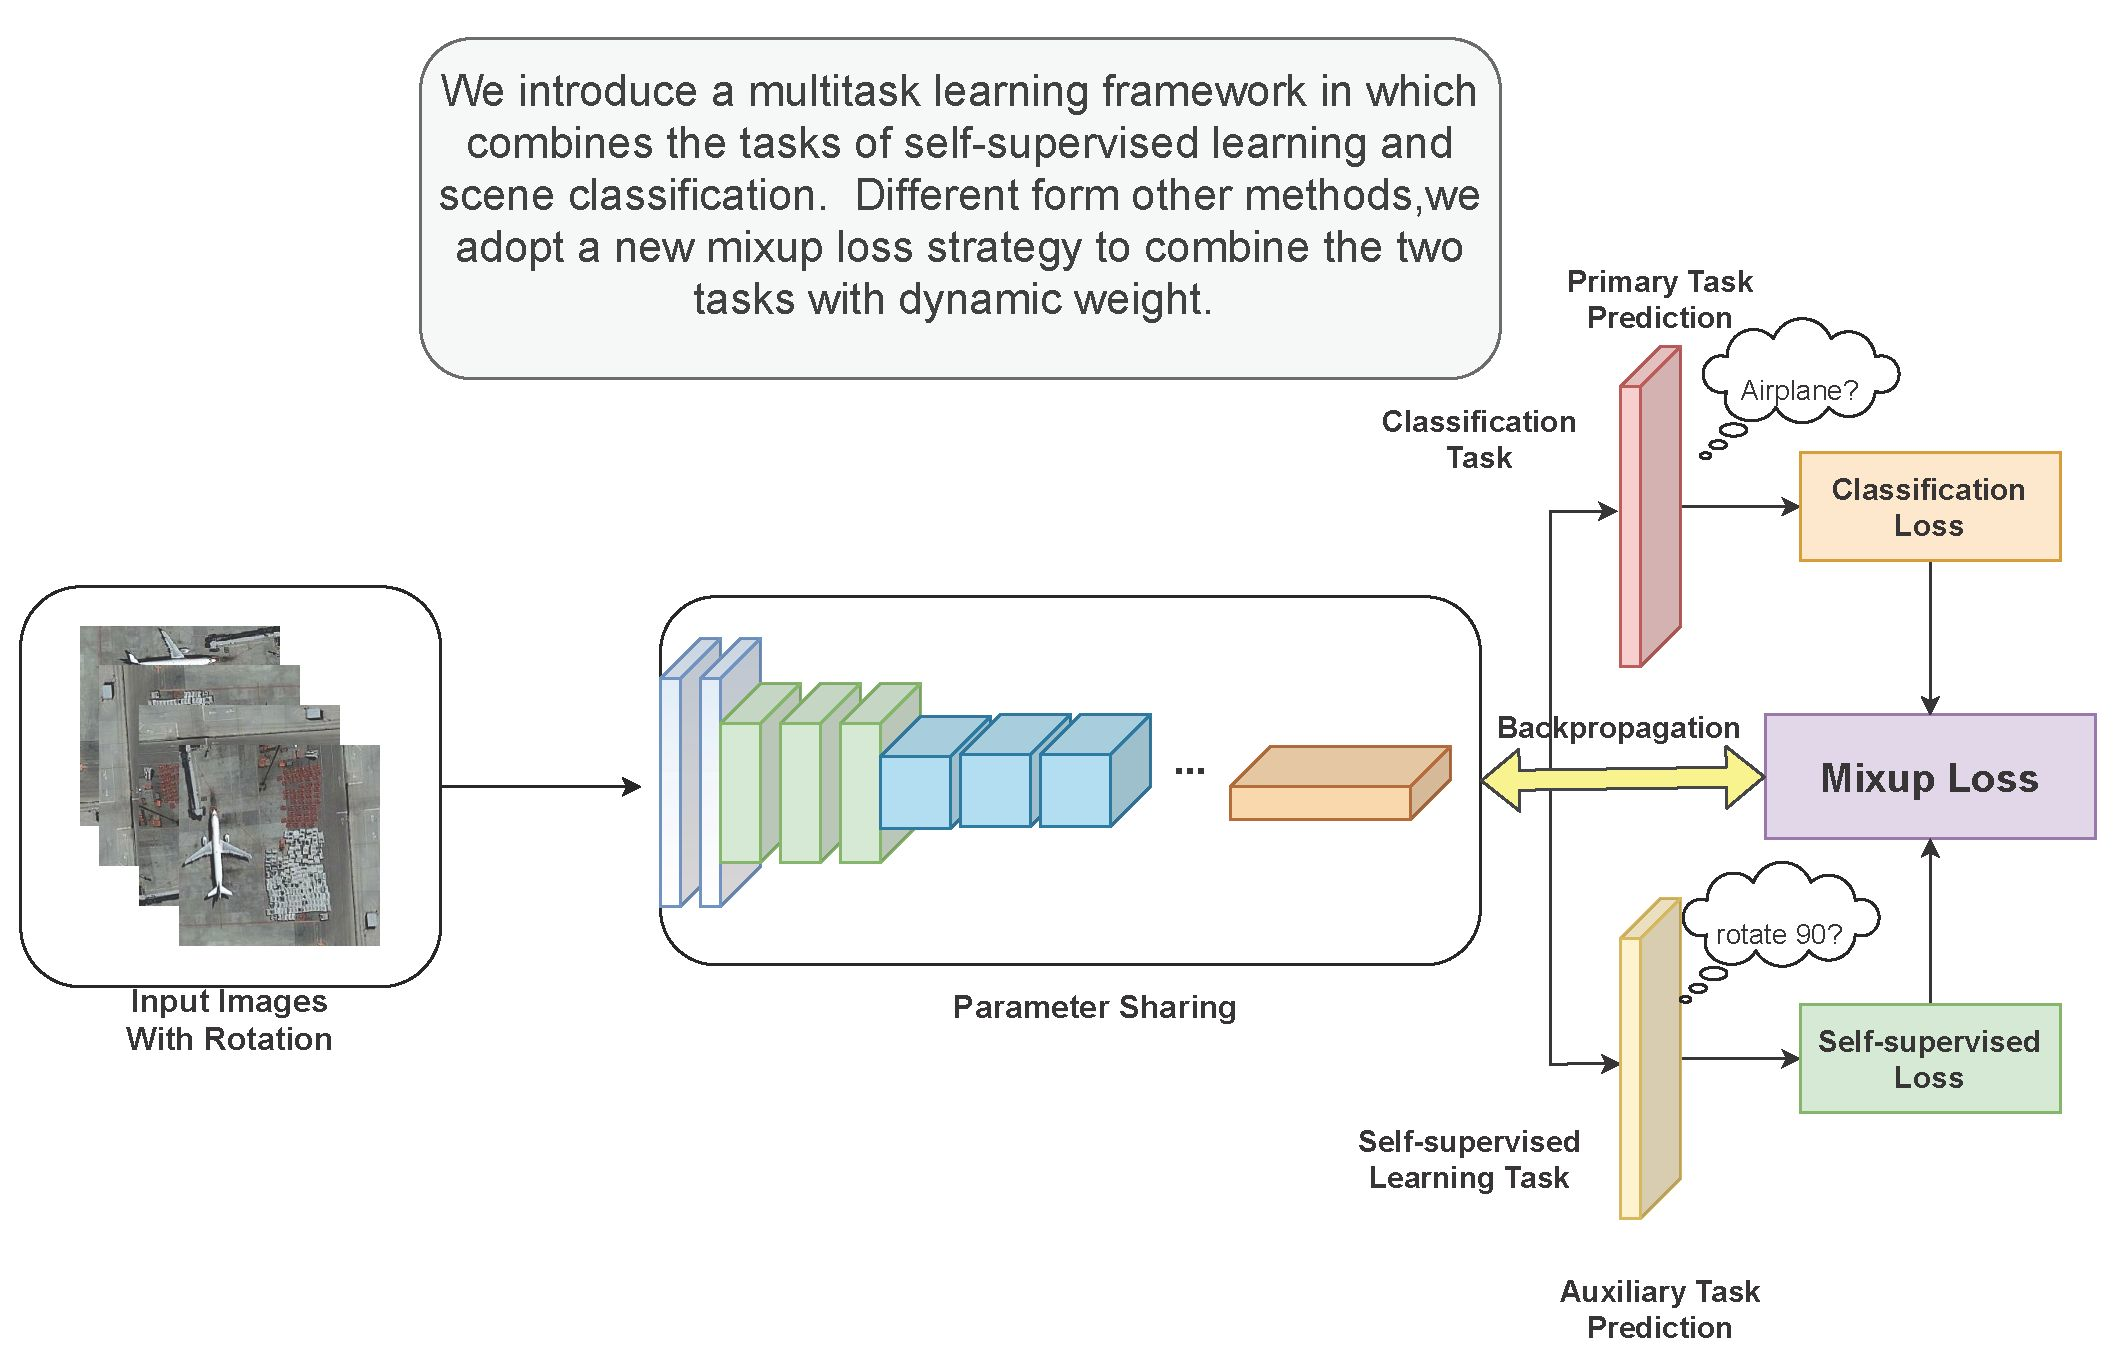 We introduce a multitask learning framework in which
combines the tasks of self-supervised learning and
scene classification.  Different form other methods,we
adopt a new mixup loss strategy to combine the two
tasks with dynamic weight.
Primary Task
Prediction
Airplane?
Classification
Task
Classification
Loss
Backpropagation
Mixup Loss
...
rotate 90?
Input Images
With Rotation
Parameter Sharing
Self-supervised
Loss
Self-supervised
Learning Task
Auxiliary Task
Prediction